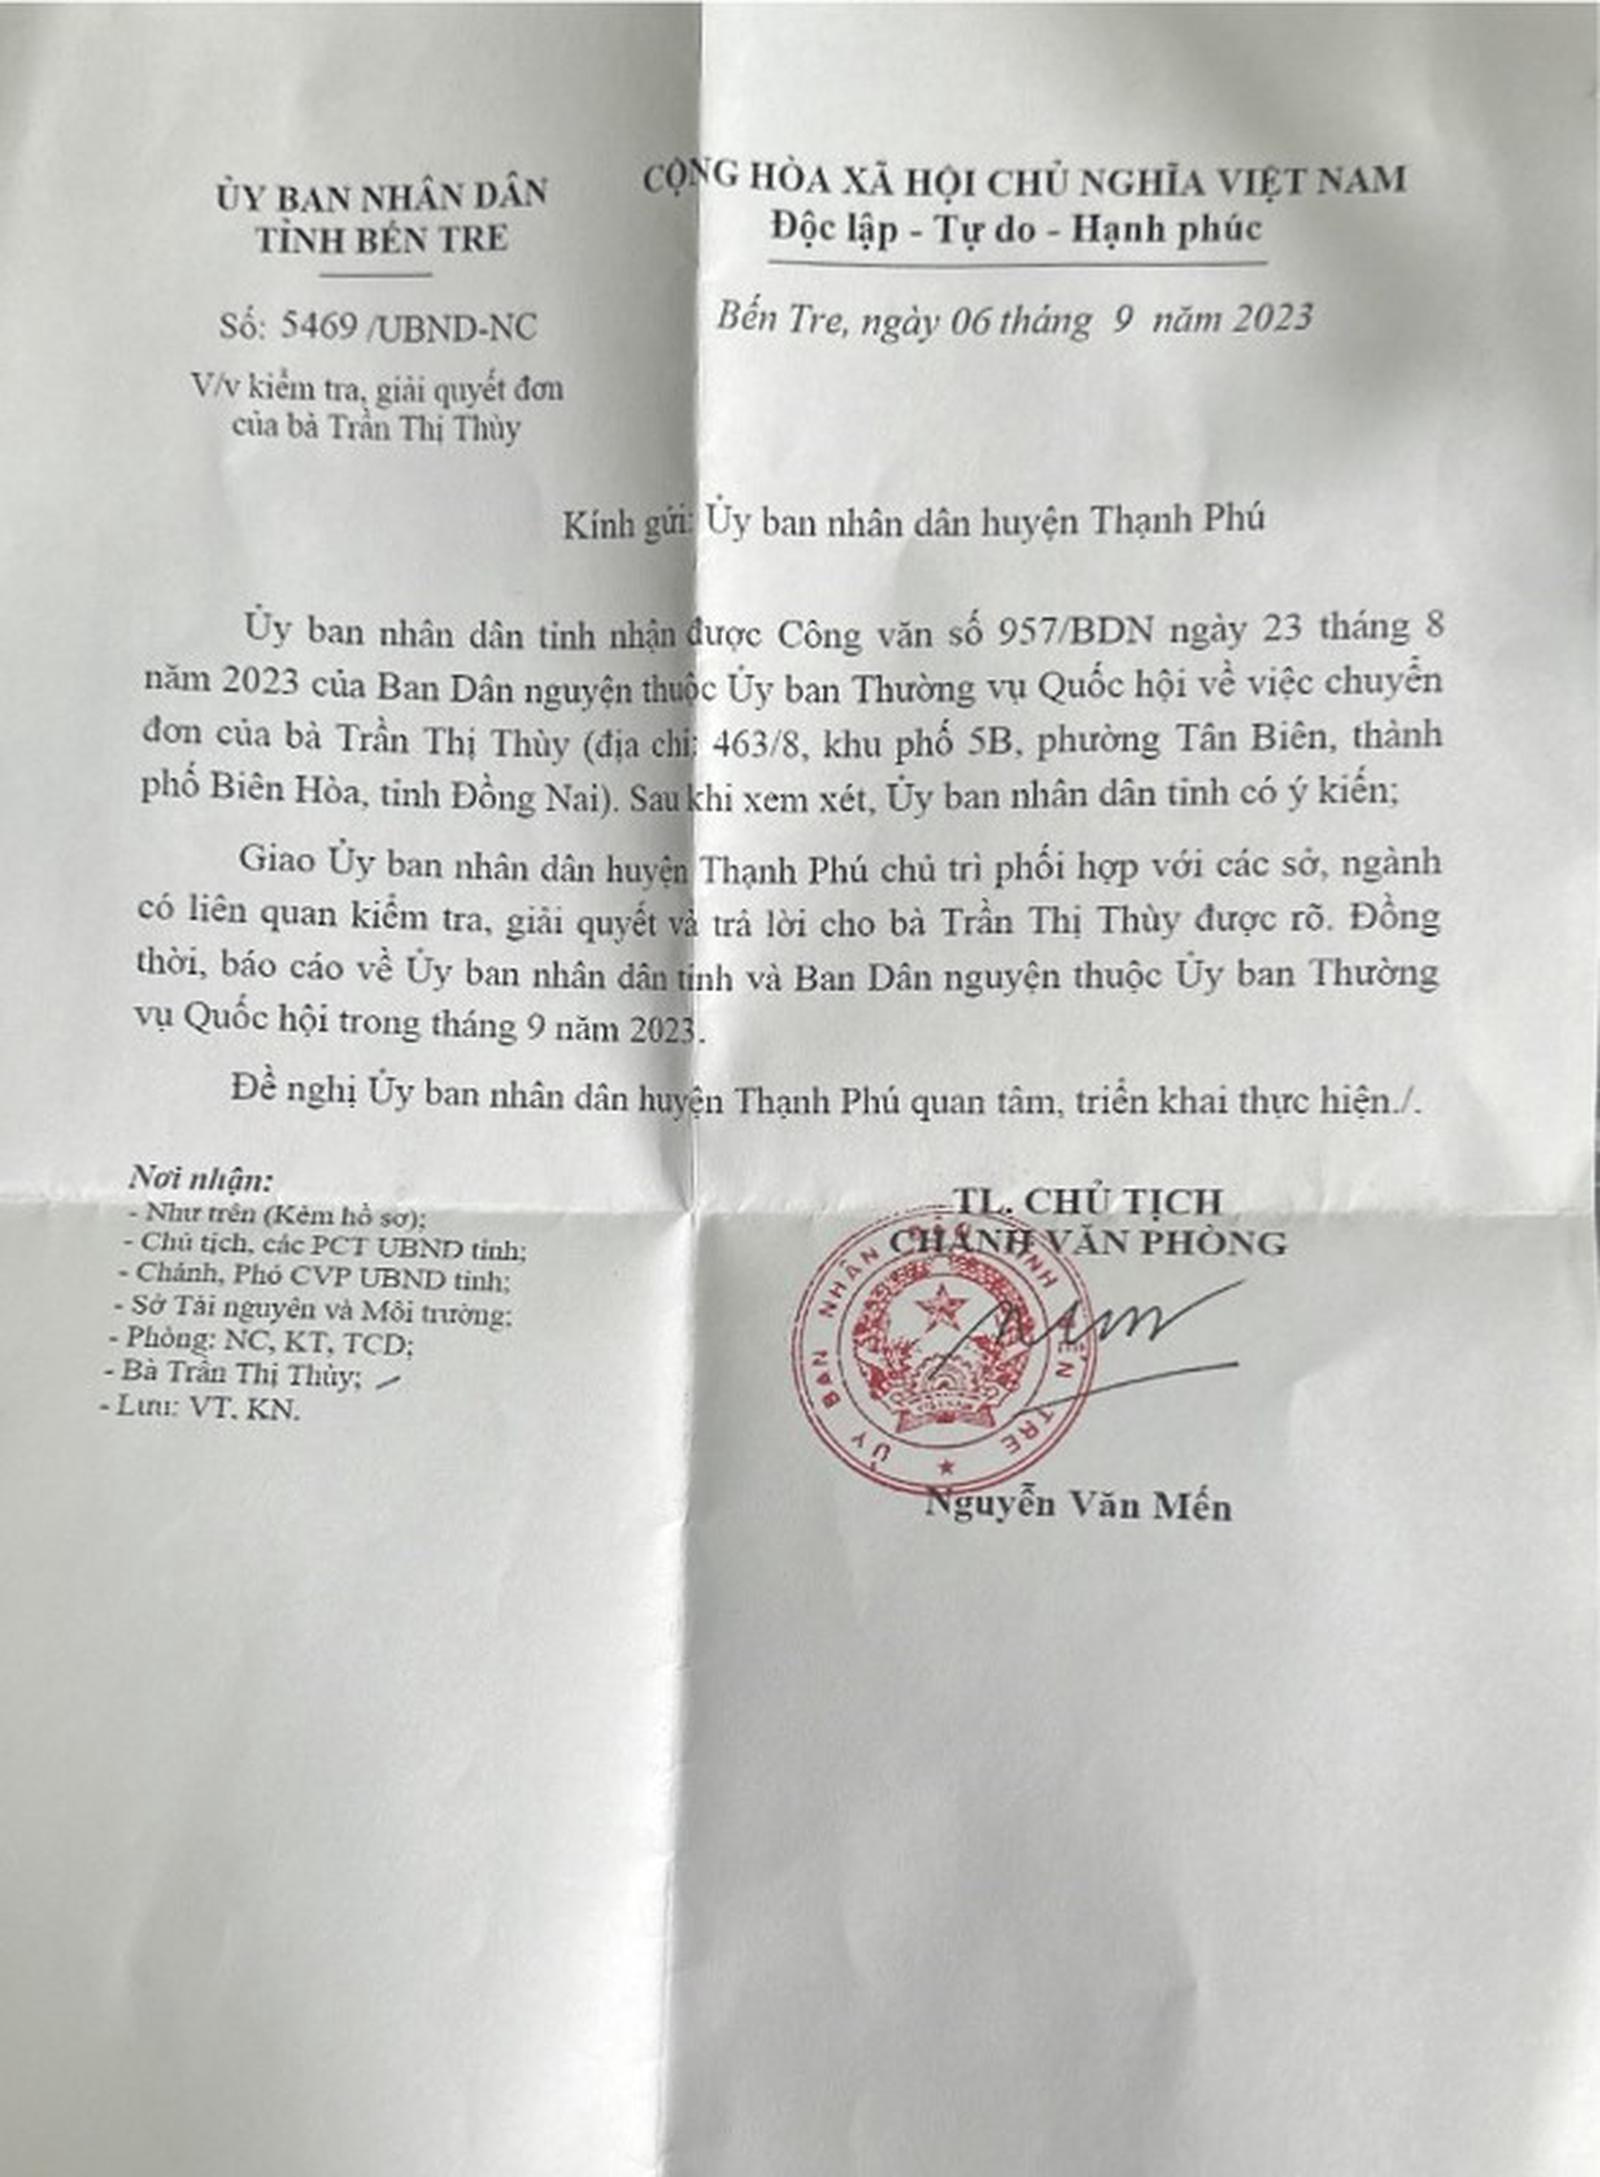 ỦY BAN NHÂN DÂN
TỈNH BẾN TRE
CỘNG HÒA XÃ HỘI CHỦ NGHĨA VIỆT NAM
Độc lập - Tự do - Hạnh phúc
Số: 5469 /UBND-NC
Bến Tre, ngày 06 tháng 9 năm 2023
V/v kiểm tra, giải quyết đơn
của bà Trần Thị Thùy
Kính gửi: Ủy ban nhân dân huyện Thạnh Phú
Ủy ban nhân dân tỉnh nhận được Công văn số 957/BDN ngày 23 tháng 8
năm 2023 của Ban Dân nguyện thuộc Ủy ban Thường vụ Quốc hội về việc chuyển
đơn của bà Trần Thị Thùy (địa chỉ: 463/8, khu phố 5B, phường Tân Biên, thành
phố Biên Hòa, tỉnh Đồng Nai). Sau khi xem xét, Ủy ban nhân dân tỉnh có ý kiến;
Giao Ủy ban nhân dân huyện Thạnh Phú chủ trì phối hợp với các sở, ngành
có liên quan kiểm tra, giải quyết và trả lời cho bà Trần Thị Thùy được rõ. Đồng
thời, báo cáo về Ủy ban nhân dân tỉnh và Ban Dân nguyện thuộc Ủy ban Thường
vụ Quốc hội trong tháng 9 năm 2023.
Đề nghị Ủy ban nhân dân huyện Thạnh Phú quan tâm, triển khai thực hiện./.
Nơi nhận:
- Như trên (Kèm hồ sơ);
- Chủ tịch, các PCT UBND tỉnh;
- Chánh, Phó CVP UBND tỉnh;
- Sở Tài nguyên và Môi trường;
- Phòng: NC, KT, TCD;
- Bà Trần Thị Thùy;
- Lưu: VT, KN.
TL. CHỦ TỊCH
CHÁNH VĂN PHÒNG
ỦY BAN NHÂN DÂN TỈNH BẾN TRE
VIỆT NAM
Nguyễn Văn Mến